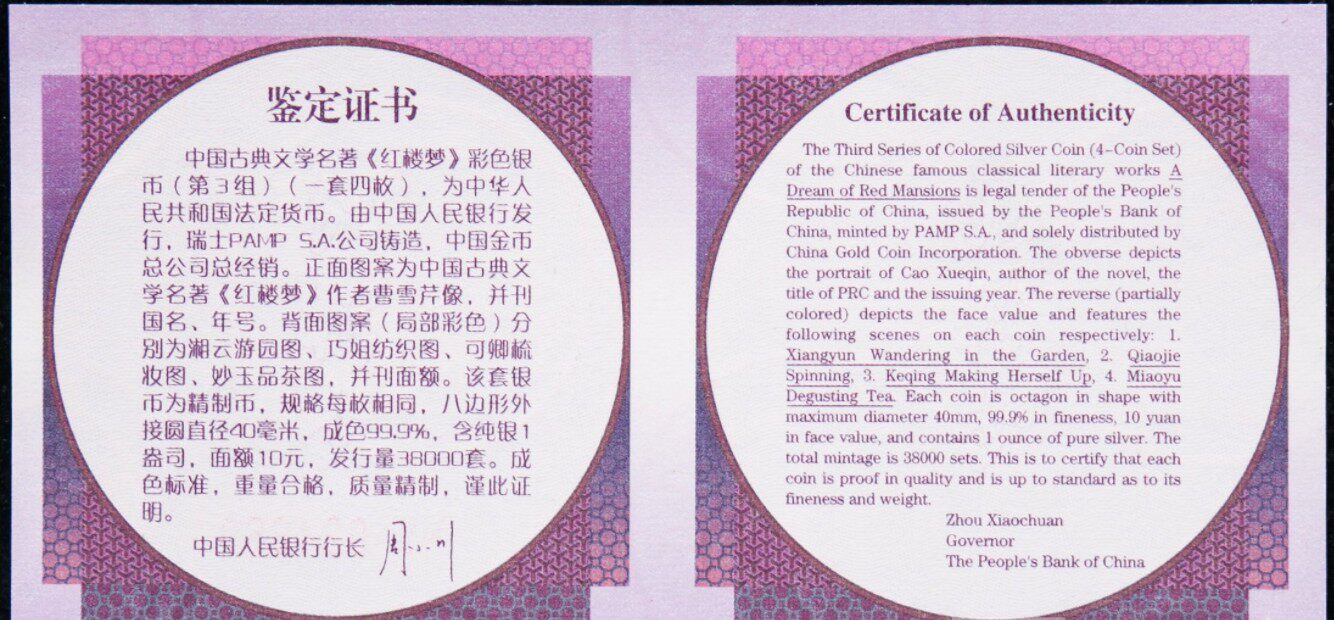 鉴定证书
中国古典文学名著《红楼梦》彩色银
币（第3组）（一套四枚），为中华人
民共和国法定货币。由中国人民银行发
行，瑞士PAMP S.A.公司铸造，中国金币
总公司总经销。正面图案为中国古典文
学名著《红楼梦》作者曹雪芹像，并刊
国名、年号。背面图案（局部彩色）分
别为湘云游园图、巧姐纺织图、可卿梳
妆图、妙玉品茶图，并刊面额。该套银
币为精制币，规格每枚相同，八边形外
接圆直径40毫米，成色99.9%，含纯银1
盎司，面额10元，发行量38000套。成
色标准，重量合格，质量精制，谨此证
明。
中国人民银行行长 周小川
Certificate of Authenticity
The Third Series of Colored Silver Coin (4-Coin Set)
of the Chinese famous classical literary works A
Dream of Red Mansions is legal tender of the People's
Republic of China, issued by the People's Bank of
China, minted by PAMP S.A., and solely distributed by
China Gold Coin Incorporation. The obverse depicts
the portrait of Cao Xueqin, author of the novel, the
title of PRC and the issuing year. The reverse (partially
colored) depicts the face value and features the
following scenes on each coin respectively: 1.
Xiangyun Wandering in the Garden, 2. Qiaojie
Spinning, 3. Keqing Making Herself Up, 4. Miaoyu
Degusting Tea. Each coin is octagon in shape with
maximum diameter 40mm, 99.9% in fineness, 10 yuan
in face value, and contains 1 ounce of pure silver. The
total mintage is 38000 sets. This is to certify that each
coin is proof in quality and is up to standard as to its
fineness and weight.
Zhou Xiaochuan
Governor
The People's Bank of China